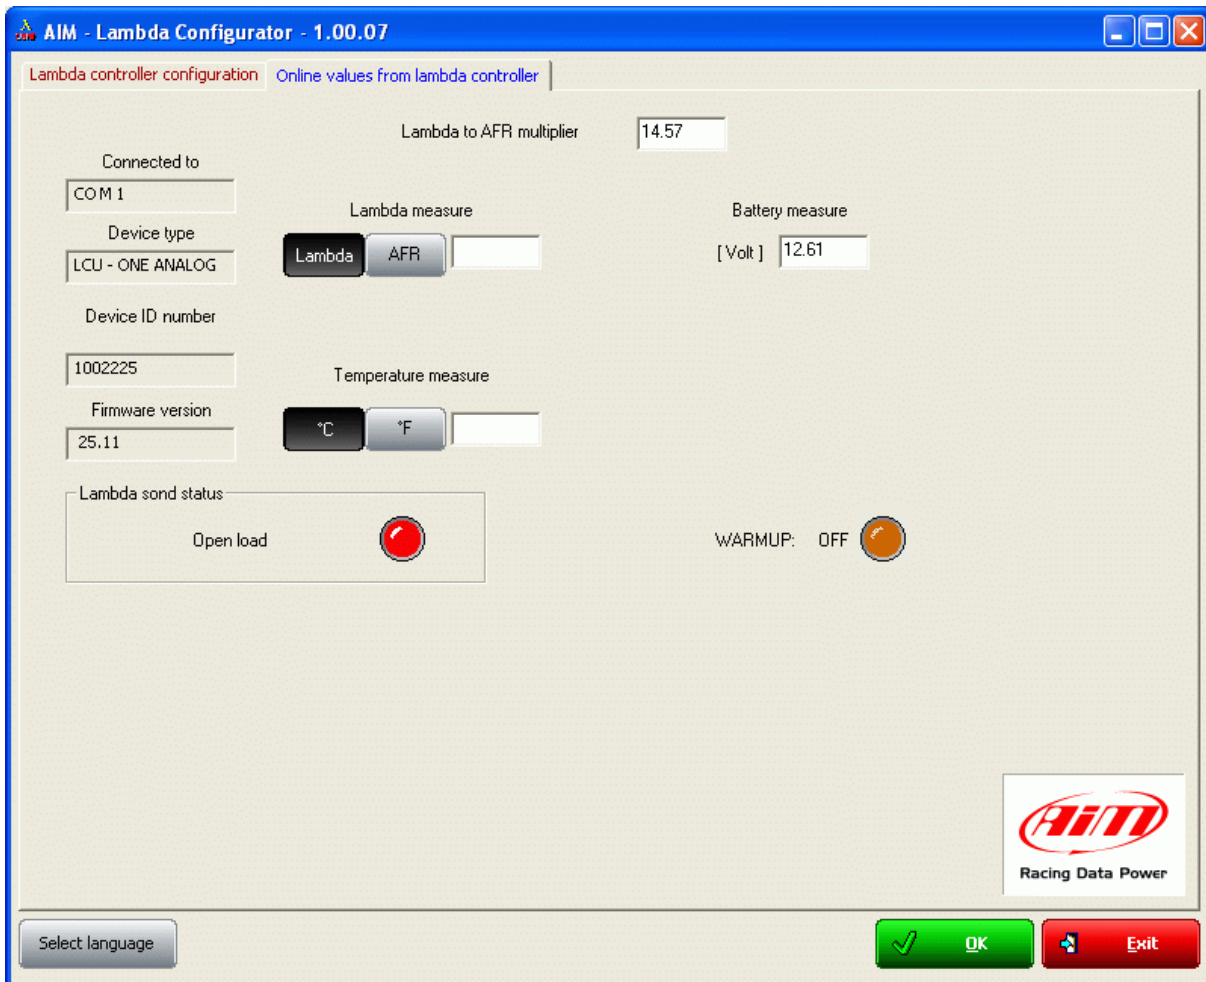 AIM - Lambda Configurator - 1.00.07
Lambda controller configuration
Online values from lambda controller
Lambda to AFR multiplier
14.57
Connected to
COM 1
Device type
LCU - ONE ANALOG
Device ID number
1002225
Firmware version
25.11
Lambda measure
Lambda
AFR
Battery measure
[ Volt ]
12.61
Temperature measure
°C
°F
Lambda sond status
Open load
WARMUP: OFF
AiM
Racing Data Power
Select language
OK
Exit